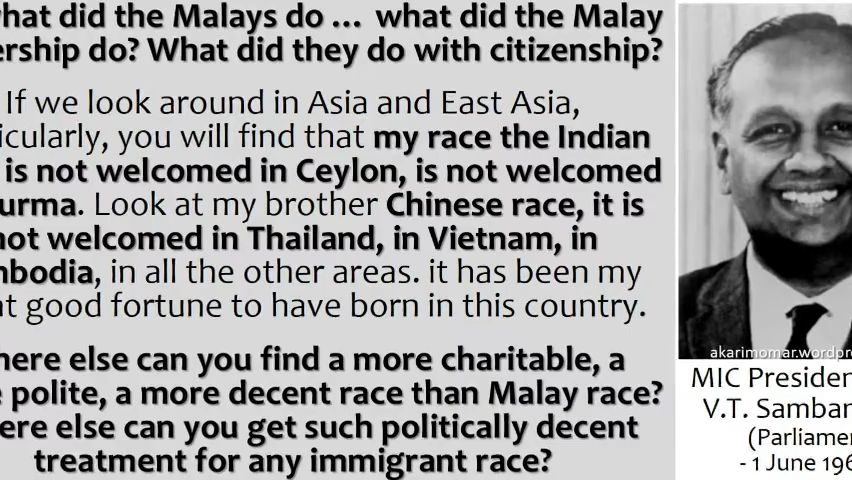 what did the Malays do ... what did the Malay
ership do? What did they do with citizenship?
If we look around in Asia and East Asia,
icularly, you will find that my race the Indian
is not welcomed in Ceylon, is not welcomed
urma. Look at my brother Chinese race, it is
not welcomed in Thailand, in Vietnam, in
mbodia, in all the other areas. it has been my
at good fortune to have born in this country.
here else can you find a more charitable, a
e polite, a more decent race than Malay race?
ere else can you get such politically decent
treatment for any immigrant race?
akarimomar.wordpre
MIC Presiden
V.T. Samban
(Parliamen
- 1 June 196